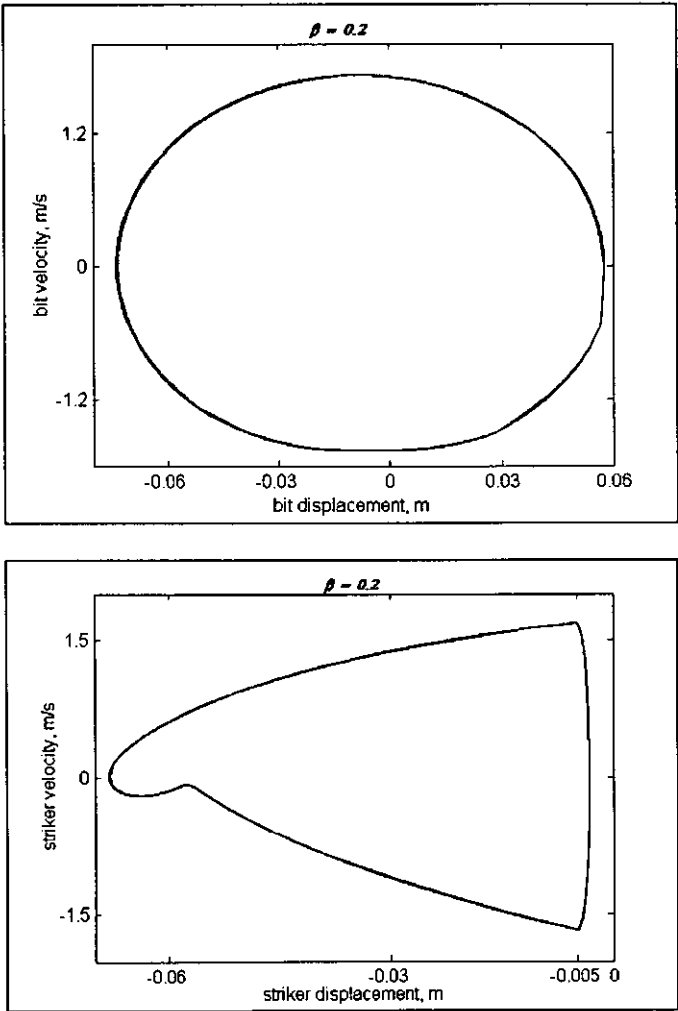 β = 0.2
1.2
0
-1.2
bit velocity, m/s
-0.06
-0.03
0
0.03
0.06
bit displacement, m
β = 0.2
1.5
0
-1.5
striker velocity, m/s
-0.06
-0.03
-0.005
0
striker displacement, m